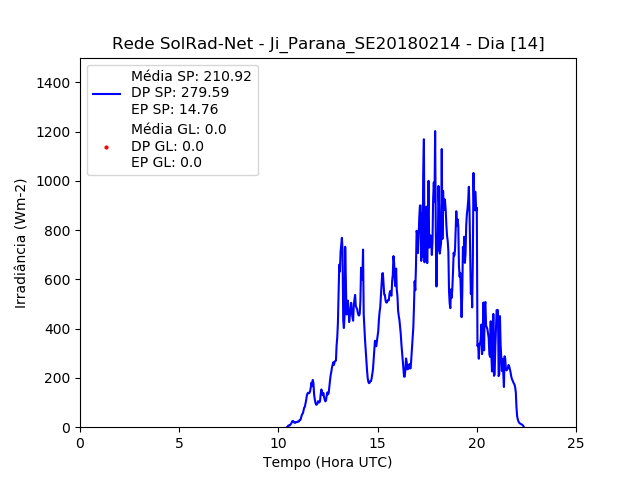 Rede SolRad-Net - Ji_Parana_SE20180214 - Dia [14]
Média SP: 210.92
DP SP: 279.59
EP SP: 14.76
Média GL: 0.0
DP GL: 0.0
EP GL: 0.0
Irradiância (Wm-2)
1400
1200
1000
800
600
400
200
0
0 5 10 15 20 25
Tempo (Hora UTC)